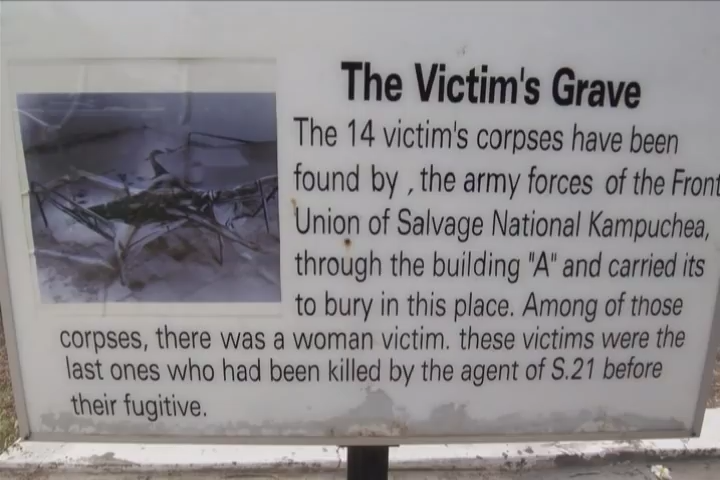 The Victim's Grave
The 14 victim's corpses have been
found by , the army forces of the Front
Union of Salvage National Kampuchea,
through the building "A" and carried its
to bury in this place. Among of those
corpses, there was a woman victim. these victims were the
last ones who had been killed by the agent of S.21 before
their fugitive.